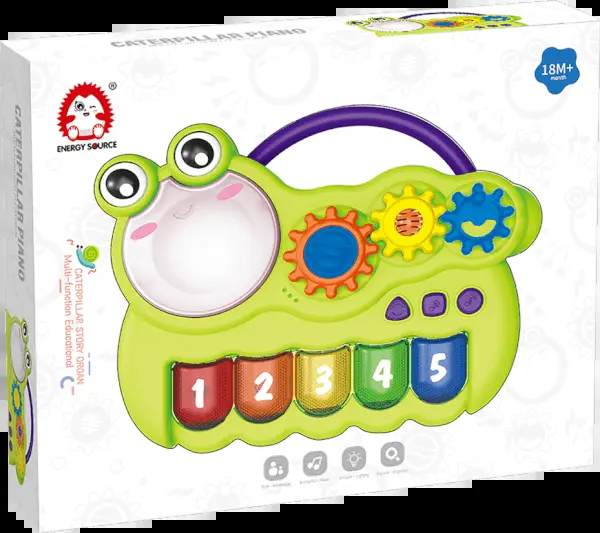 CATERPILLAR PIANO
18M+
month
®
ENERGY SOURCE
CATERPILLAR PIANO
CATERPILLAR STORY ORGAN
Multi-function Educational
1 2 3 4 5